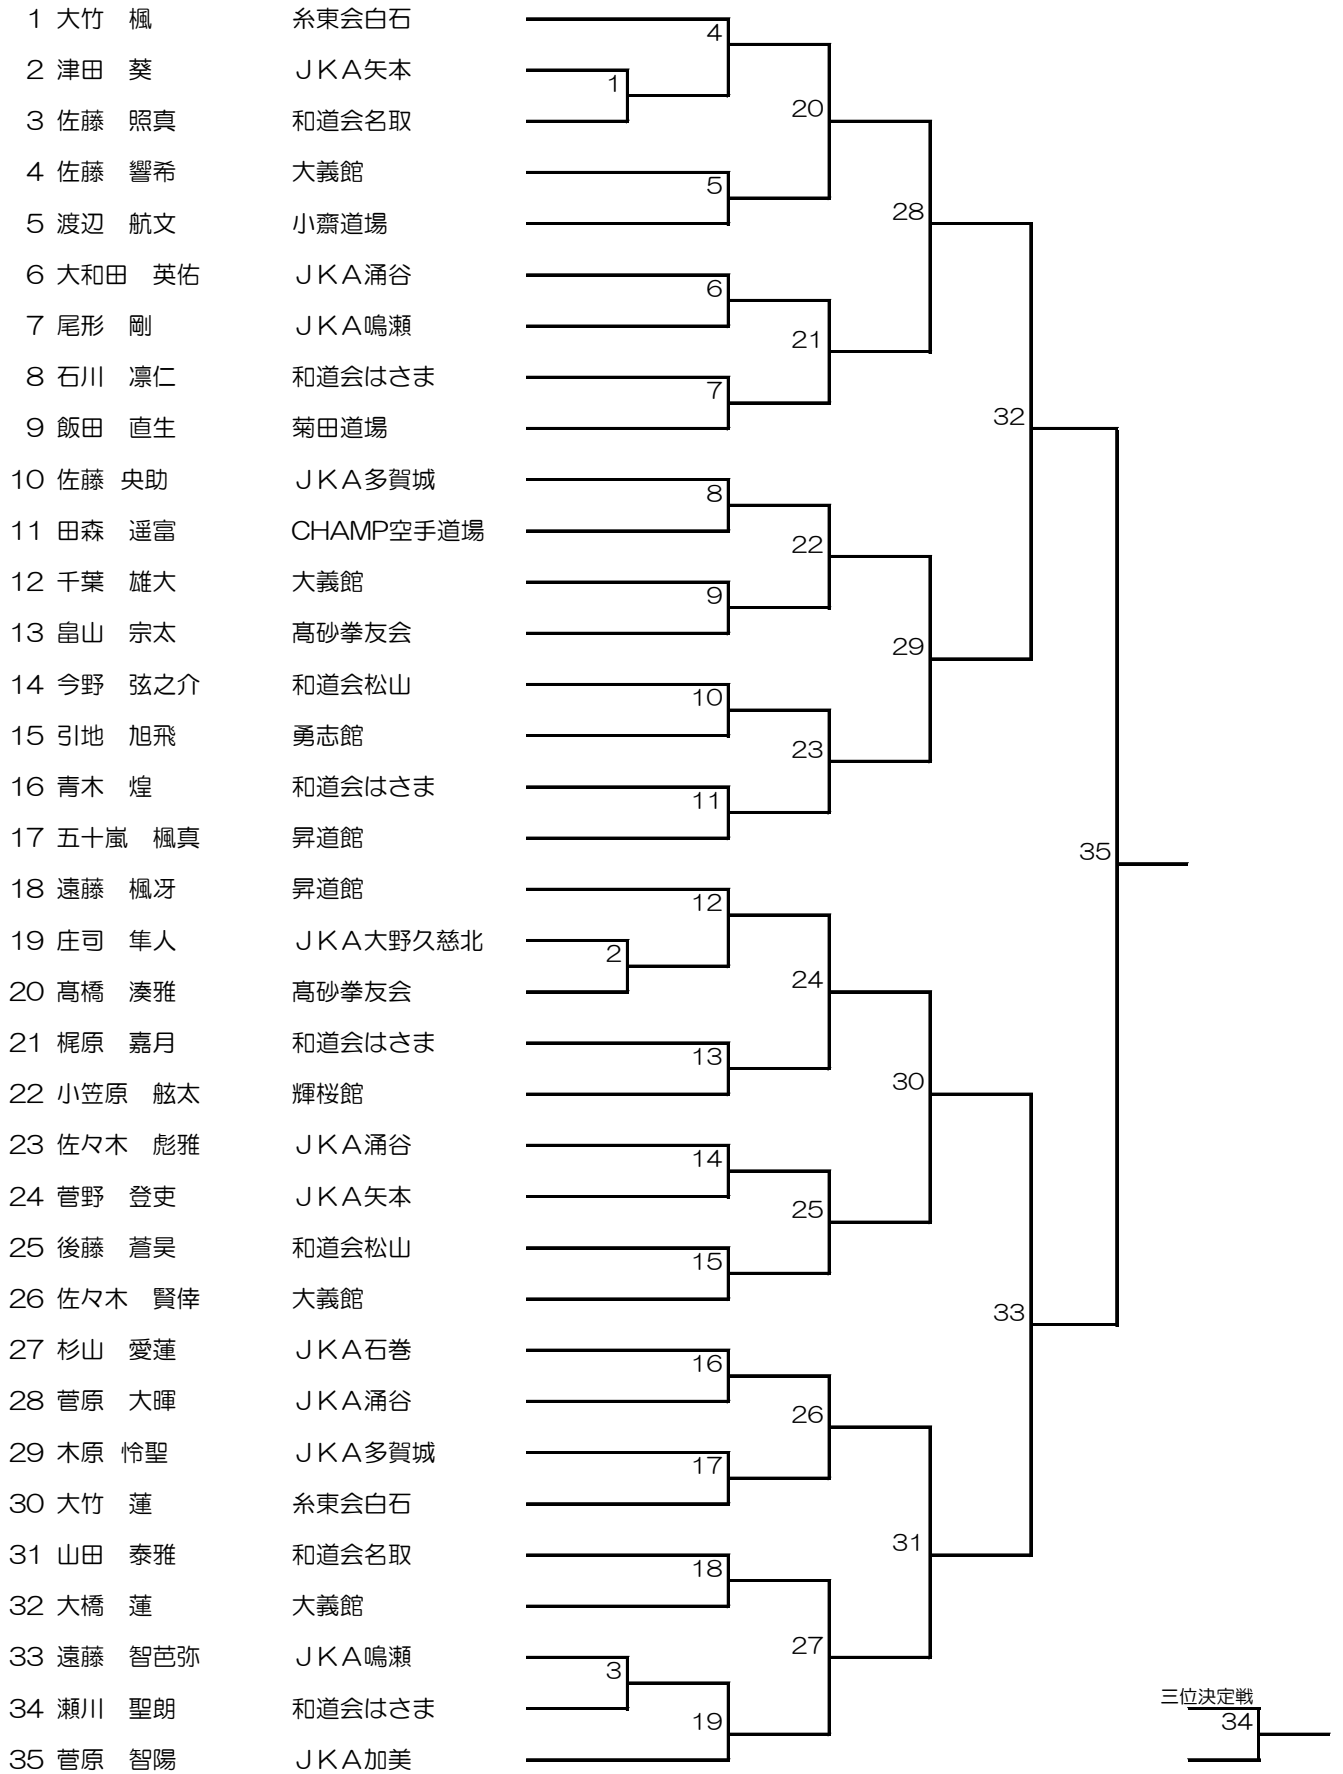 1 大竹　楓 糸東会白石
4
2 津田　葵 ＪＫＡ矢本
1
3 佐藤　照真 和道会名取
20
4 佐藤　響希 大義館
5
5 渡辺　航文 小齋道場
28
6 大和田　英佑 ＪＫＡ涌谷
6
7 尾形　剛 ＪＫＡ鳴瀬
21
8 石川　凛仁 和道会はさま
7
9 飯田　直生 菊田道場
32
10 佐藤 央助 ＪＫＡ多賀城
8
11 田森　遥富 CHAMP空手道場
22
12 千葉　雄大 大義館
9
13 畠山　宗太 髙砂拳友会
29
14 今野　弦之介 和道会松山
10
15 引地　旭飛 勇志館
23
16 青木　煌 和道会はさま
11
17 五十嵐　楓真 昇道館
35
18 遠藤　楓冴 昇道館
12
19 庄司　隼人 ＪＫＡ大野久慈北
2
20 髙橋　湊雅 髙砂拳友会
24
21 梶原　嘉月 和道会はさま
13
22 小笠原　舷太 輝桜館
30
23 佐々木　彪雅 ＪＫＡ涌谷
14
24 菅野　登吏 ＪＫＡ矢本
25
25 後藤　蒼昊 和道会松山
15
26 佐々木　賢倖 大義館
33
27 杉山　愛蓮 ＪＫＡ石巻
16
28 菅原　大暉 ＪＫＡ涌谷
26
29 木原 怜聖 ＪＫＡ多賀城
17
30 大竹　蓮 糸東会白石
31
31 山田　泰雅 和道会名取
18
32 大橋　蓮 大義館
27
33 遠藤　智芭弥 ＪＫＡ鳴瀬
3
34 瀬川　聖朗 和道会はさま
三位決定戦
19
34
35 菅原　智陽 ＪＫＡ加美